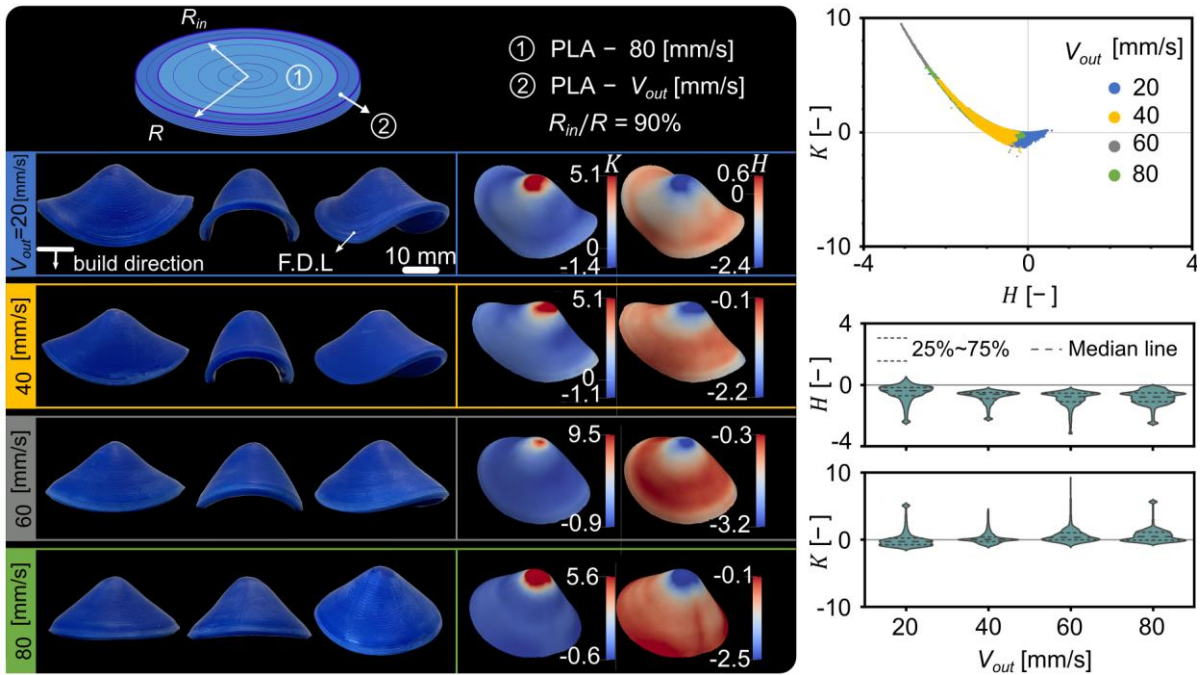 R_in
R
①
②
① PLA – 80 [mm/s]
② PLA – V_out [mm/s]
R_in/R = 90%
V_out=20[mm/s]
build direction
F.D.L
10 mm
K
5.1
0
-1.4
H
0.6
0
-2.4
40 [mm/s]
5.1
0
-1.1
-0.1
-2.2
60 [mm/s]
9.5
-0.9
-0.3
-3.2
80 [mm/s]
5.6
-0.6
-0.1
-2.5
K [-]
10
0
-10
-4
0
4
H [-]
V_out [mm/s]
20
40
60
80
H [-]
4
0
-4
25%~75%
Median line
K [-]
10
0
-10
20
40
60
80
V_out [mm/s]